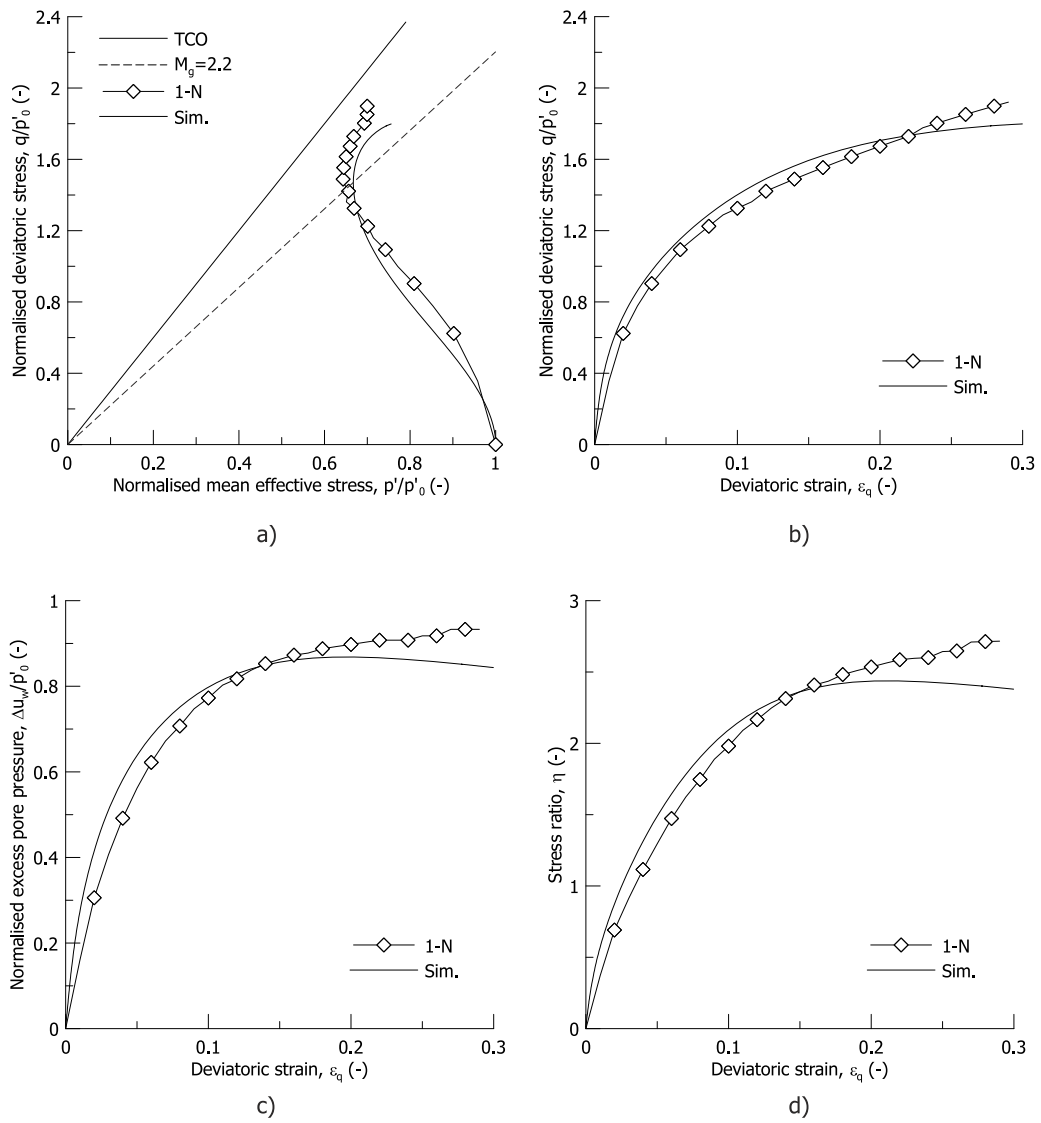 2.4
2
1.6
1.2
0.8
0.4
0
Normalised deviatoric stress, q/p'₀ (-)
TCO
M_g=2.2
1-N
Sim.
0 0.2 0.4 0.6 0.8 1
Normalised mean effective stress, p'/p'₀ (-)
a)
2.4
2
1.6
1.2
0.8
0.4
0
Normalised deviatoric stress, q/p'₀ (-)
1-N
Sim.
0 0.1 0.2 0.3
Deviatoric strain, ε_q (-)
b)
1
0.8
0.6
0.4
0.2
0
Normalised excess pore pressure, Δu_w/p'₀ (-)
1-N
Sim.
0 0.1 0.2 0.3
Deviatoric strain, ε_q (-)
c)
3
2
1
0
Stress ratio, η (-)
1-N
Sim.
0 0.1 0.2 0.3
Deviatoric strain, ε_q (-)
d)